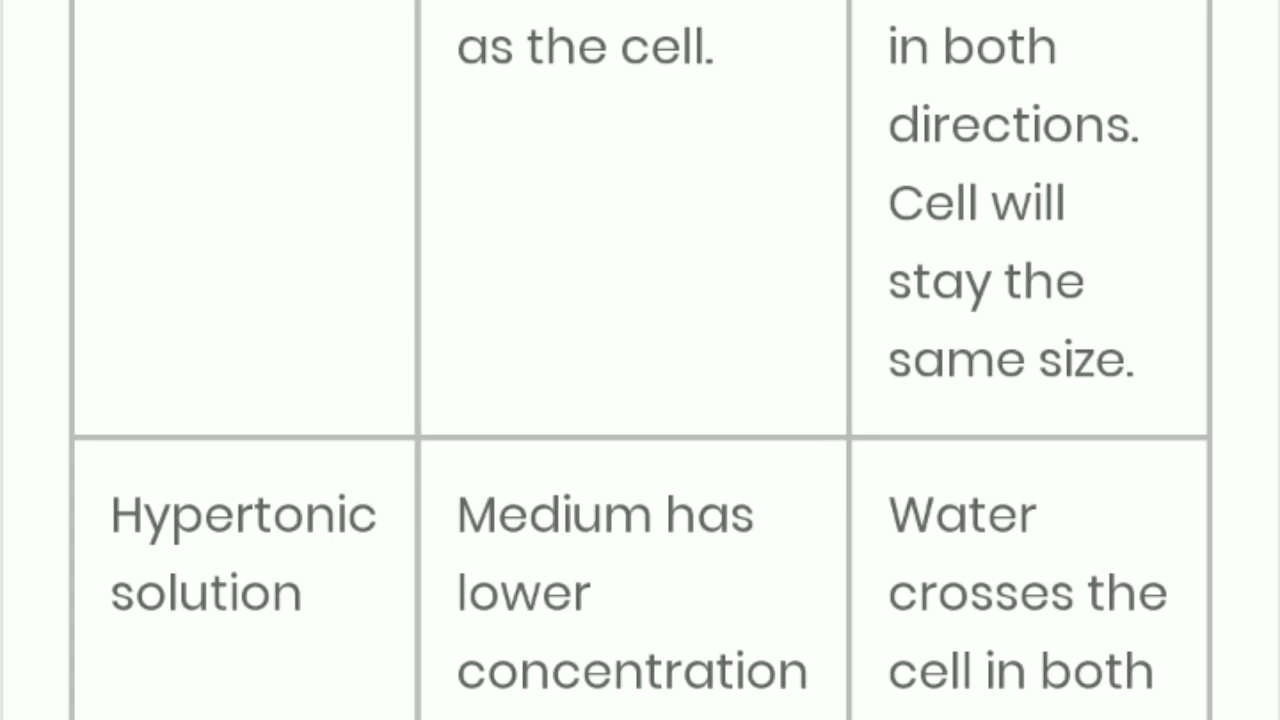 as the cell.
in both
directions.
Cell will
stay the
same size.
Hypertonic
solution
Medium has
lower
concentration
Water
crosses the
cell in both